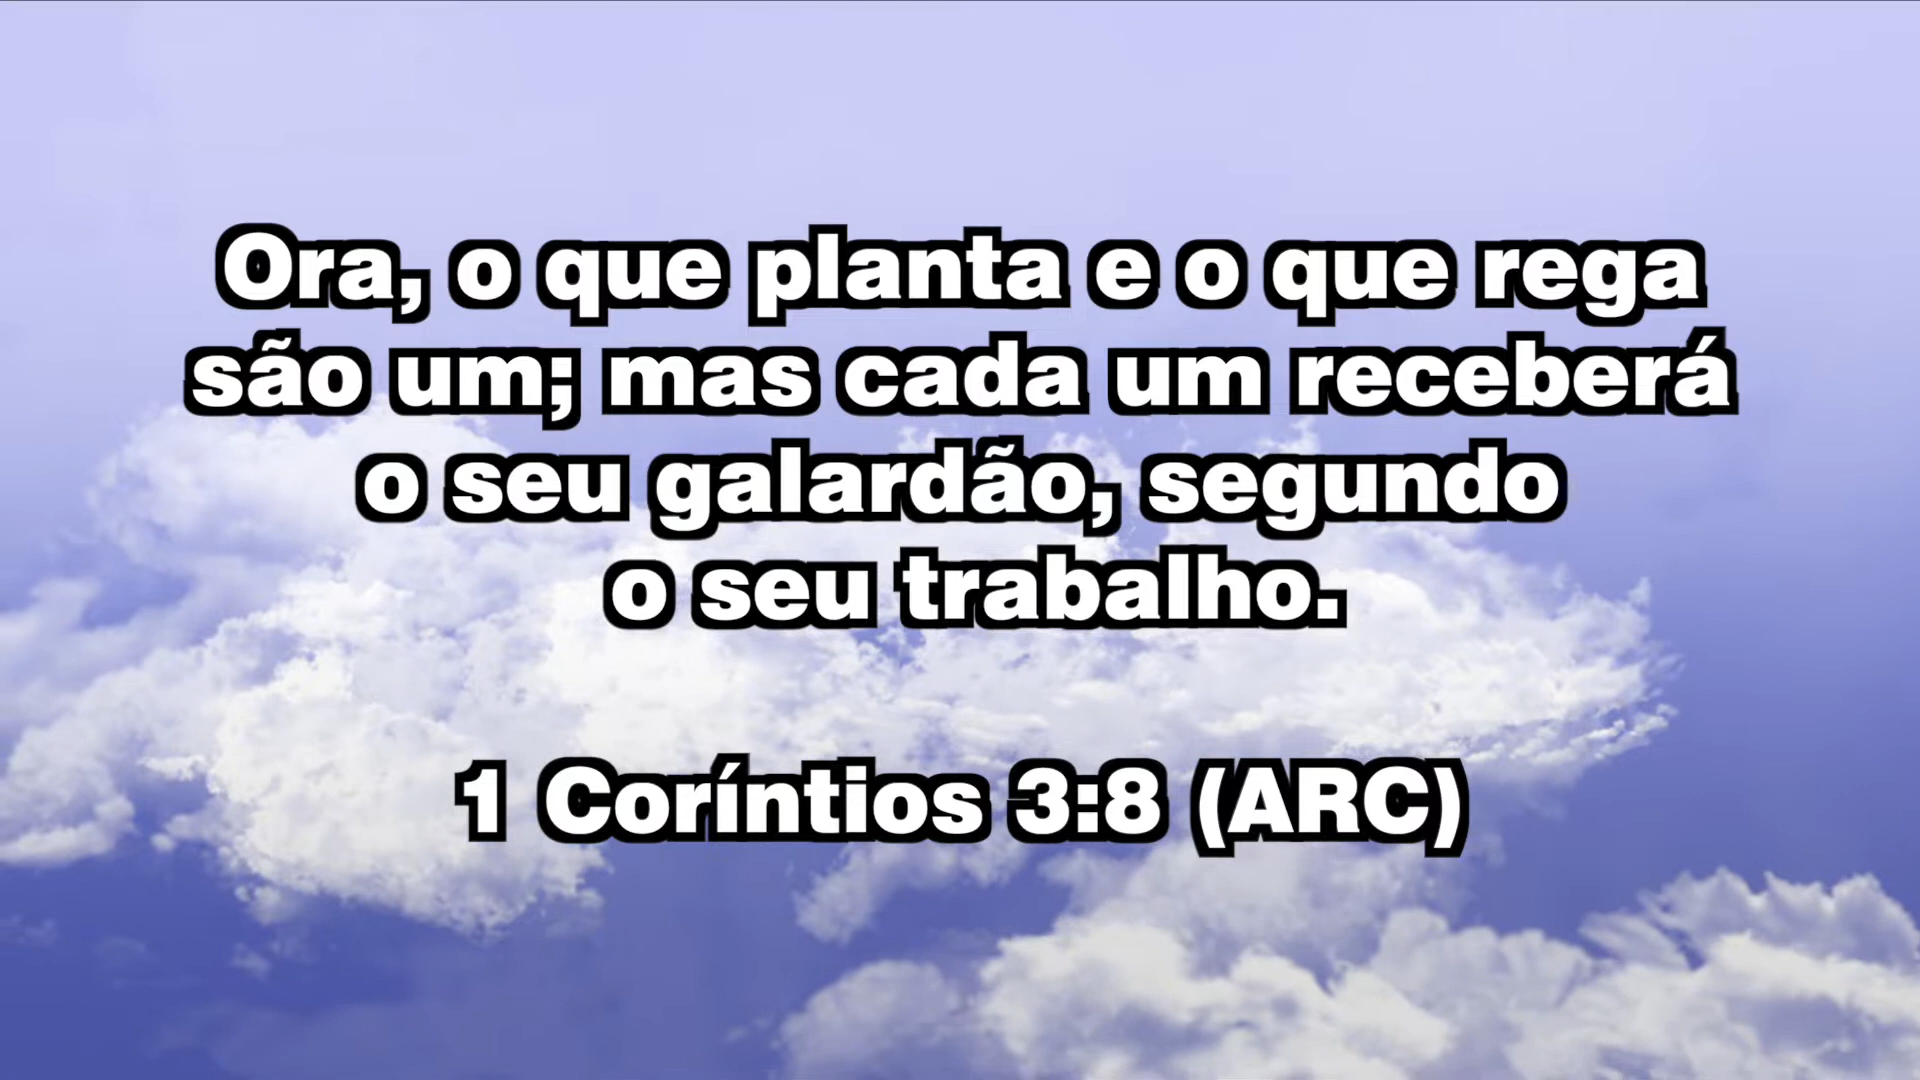 Ora, o que planta e o que rega
são um; mas cada um receberá
o seu galardão, segundo
o seu trabalho.
1 Coríntios 3:8 (ARC)